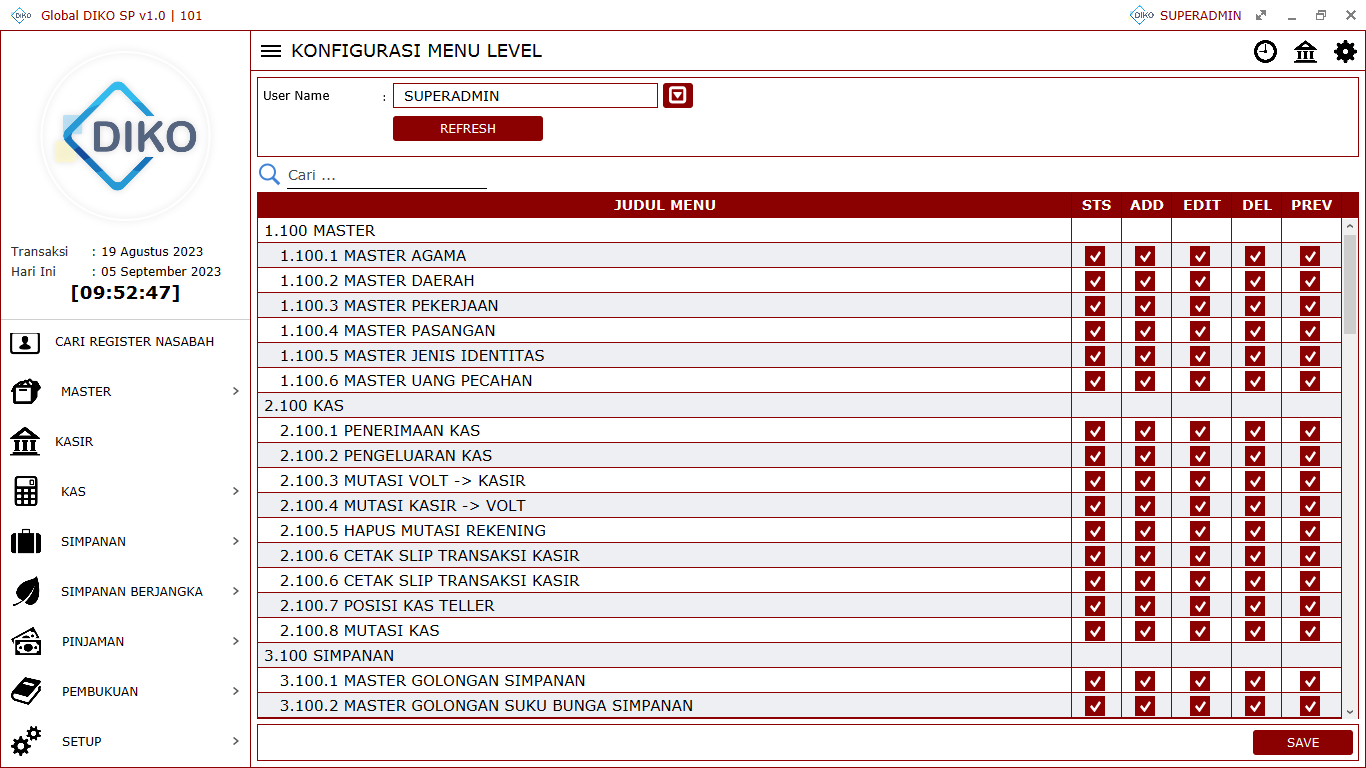 DIKO Global DIKO SP v1.0 | 101
DIKO SUPERADMIN
DIKO
Transaksi : 19 Agustus 2023
Hari Ini : 05 September 2023
[09:52:47]
CARI REGISTER NASABAH
MASTER
KASIR
KAS
SIMPANAN
SIMPANAN BERJANGKA
PINJAMAN
PEMBUKUAN
SETUP
KONFIGURASI MENU LEVEL
User Name : SUPERADMIN
REFRESH
Cari ...
JUDUL MENU STS ADD EDIT DEL PREV
1.100 MASTER
1.100.1 MASTER AGAMA
1.100.2 MASTER DAERAH
1.100.3 MASTER PEKERJAAN
1.100.4 MASTER PASANGAN
1.100.5 MASTER JENIS IDENTITAS
1.100.6 MASTER UANG PECAHAN
2.100 KAS
2.100.1 PENERIMAAN KAS
2.100.2 PENGELUARAN KAS
2.100.3 MUTASI VOLT -> KASIR
2.100.4 MUTASI KASIR -> VOLT
2.100.5 HAPUS MUTASI REKENING
2.100.6 CETAK SLIP TRANSAKSI KASIR
2.100.6 CETAK SLIP TRANSAKSI KASIR
2.100.7 POSISI KAS TELLER
2.100.8 MUTASI KAS
3.100 SIMPANAN
3.100.1 MASTER GOLONGAN SIMPANAN
3.100.2 MASTER GOLONGAN SUKU BUNGA SIMPANAN
SAVE